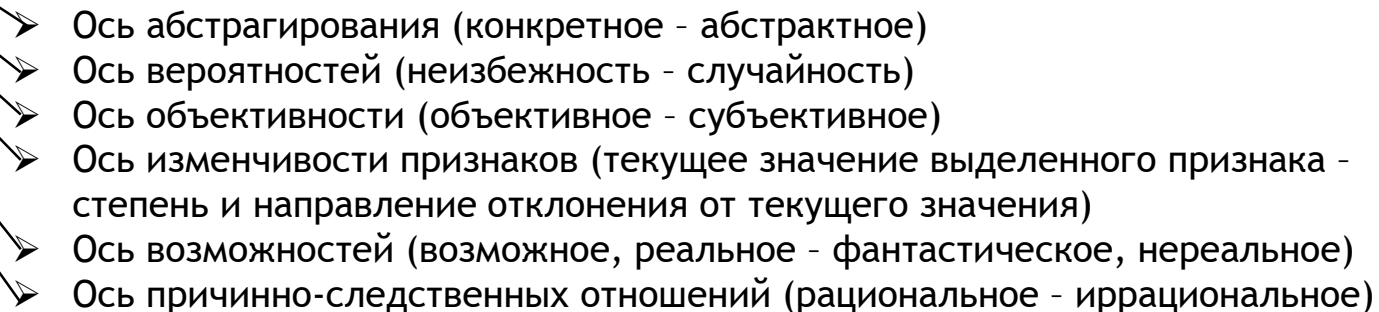 ➢ Ось абстрагирования (конкретное – абстрактное)
➢ Ось вероятностей (неизбежность – случайность)
➢ Ось объективности (объективное – субъективное)
➢ Ось изменчивости признаков (текущее значение выделенного признака –
степень и направление отклонения от текущего значения)
➢ Ось возможностей (возможное, реальное – фантастическое, нереальное)
➢ Ось причинно-следственных отношений (рациональное – иррациональное)